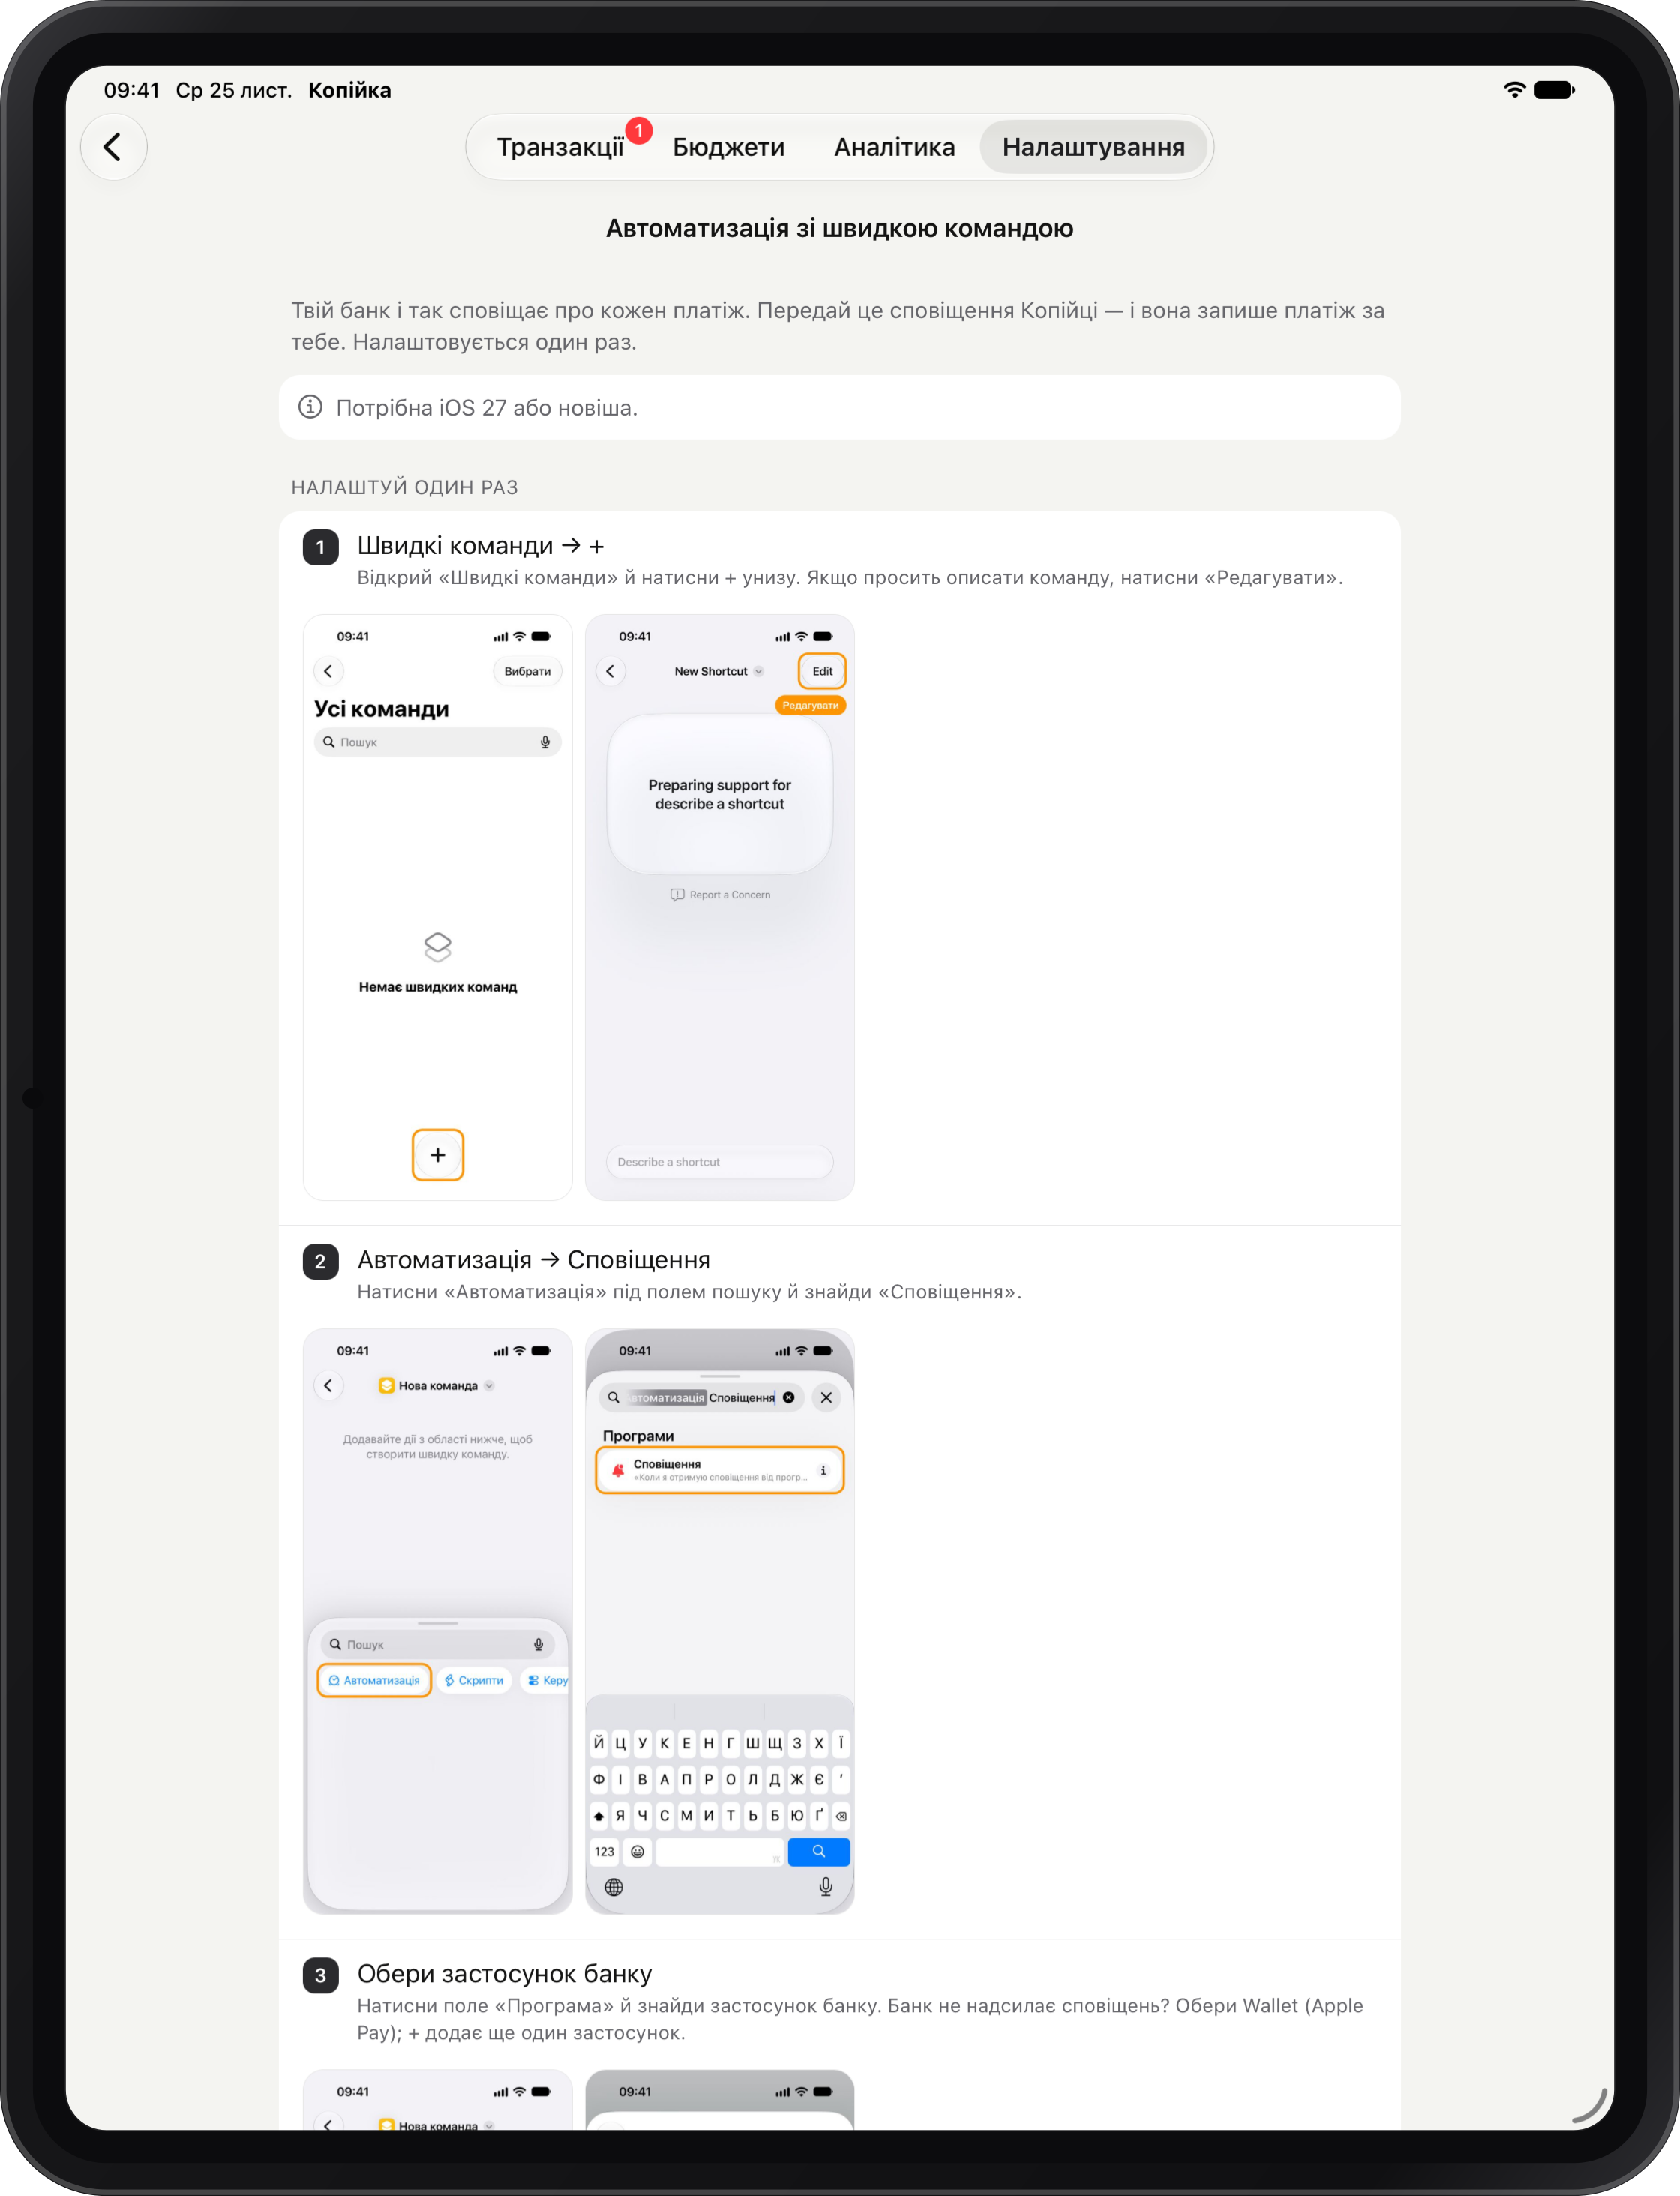 09:41 Ср 25 лист. Копійка
Транзакції 1 Бюджети Аналітика Налаштування
Автоматизація зі швидкою командою
Твій банк і так сповіщає про кожен платіж. Передай це сповіщення Копійці — і вона запише платіж за
тебе. Налаштовується один раз.
Потрібна iOS 27 або новіша.
НАЛАШТУЙ ОДИН РАЗ
1 Швидкі команди → +
Відкрий «Швидкі команди» й натисни + унизу. Якщо просить описати команду, натисни «Редагувати».
09:41
Вибрати
Усі команди
Пошук
Немає швидких команд
+
09:41
New Shortcut Edit
Редагувати
Preparing support for
describe a shortcut
Report a Concern
Describe a shortcut
2 Автоматизація → Сповіщення
Натисни «Автоматизація» під полем пошуку й знайди «Сповіщення».
09:41
Нова команда
Додавайте дії з області нижче, щоб
створити швидку команду.
Пошук
Автоматизація Скрипти Керу
09:41
втоматизація Сповіщення
Програми
Сповіщення
«Коли я отримую сповіщення від прогр...
Й Ц У К Е Н Г Ш Щ З Х Ї
Ф І В А П Р О Л Д Ж Є ʼ
Я Ч С М И Т Ь Б Ю Ґ
123
3 Обери застосунок банку
Натисни поле «Програма» й знайди застосунок банку. Банк не надсилає сповіщень? Обери Wallet (Apple
Pay); + додає ще один застосунок.
09:41
Нова команда
09:41